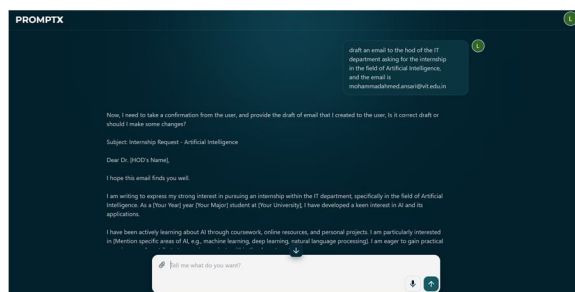 PROMPTX
L
L
draft an email to the hod of the IT
department asking for the internship
in the field of Artificial Intelligence,
and the email is
mohammadahmed.ansari@vit.edu.in
Now, I need to take a confirmation from the user, and provide the draft of email that I created to the user, Is it correct draft or
should I make some changes?
Subject: Internship Request - Artificial Intelligence
Dear Dr. [HOD's Name],
I hope this email finds you well.
I am writing to express my strong interest in pursuing an internship within the IT department, specifically in the field of Artificial
Intelligence. As a [Your Year] year [Your Major] student at [Your University], I have developed a keen interest in AI and its
applications.
I have been actively learning about AI through coursework, online resources, and personal projects. I am particularly interested
in [Mention specific areas of AI, e.g., machine learning, deep learning, natural language processing]. I am eager to gain practical
Tell me what do you want?